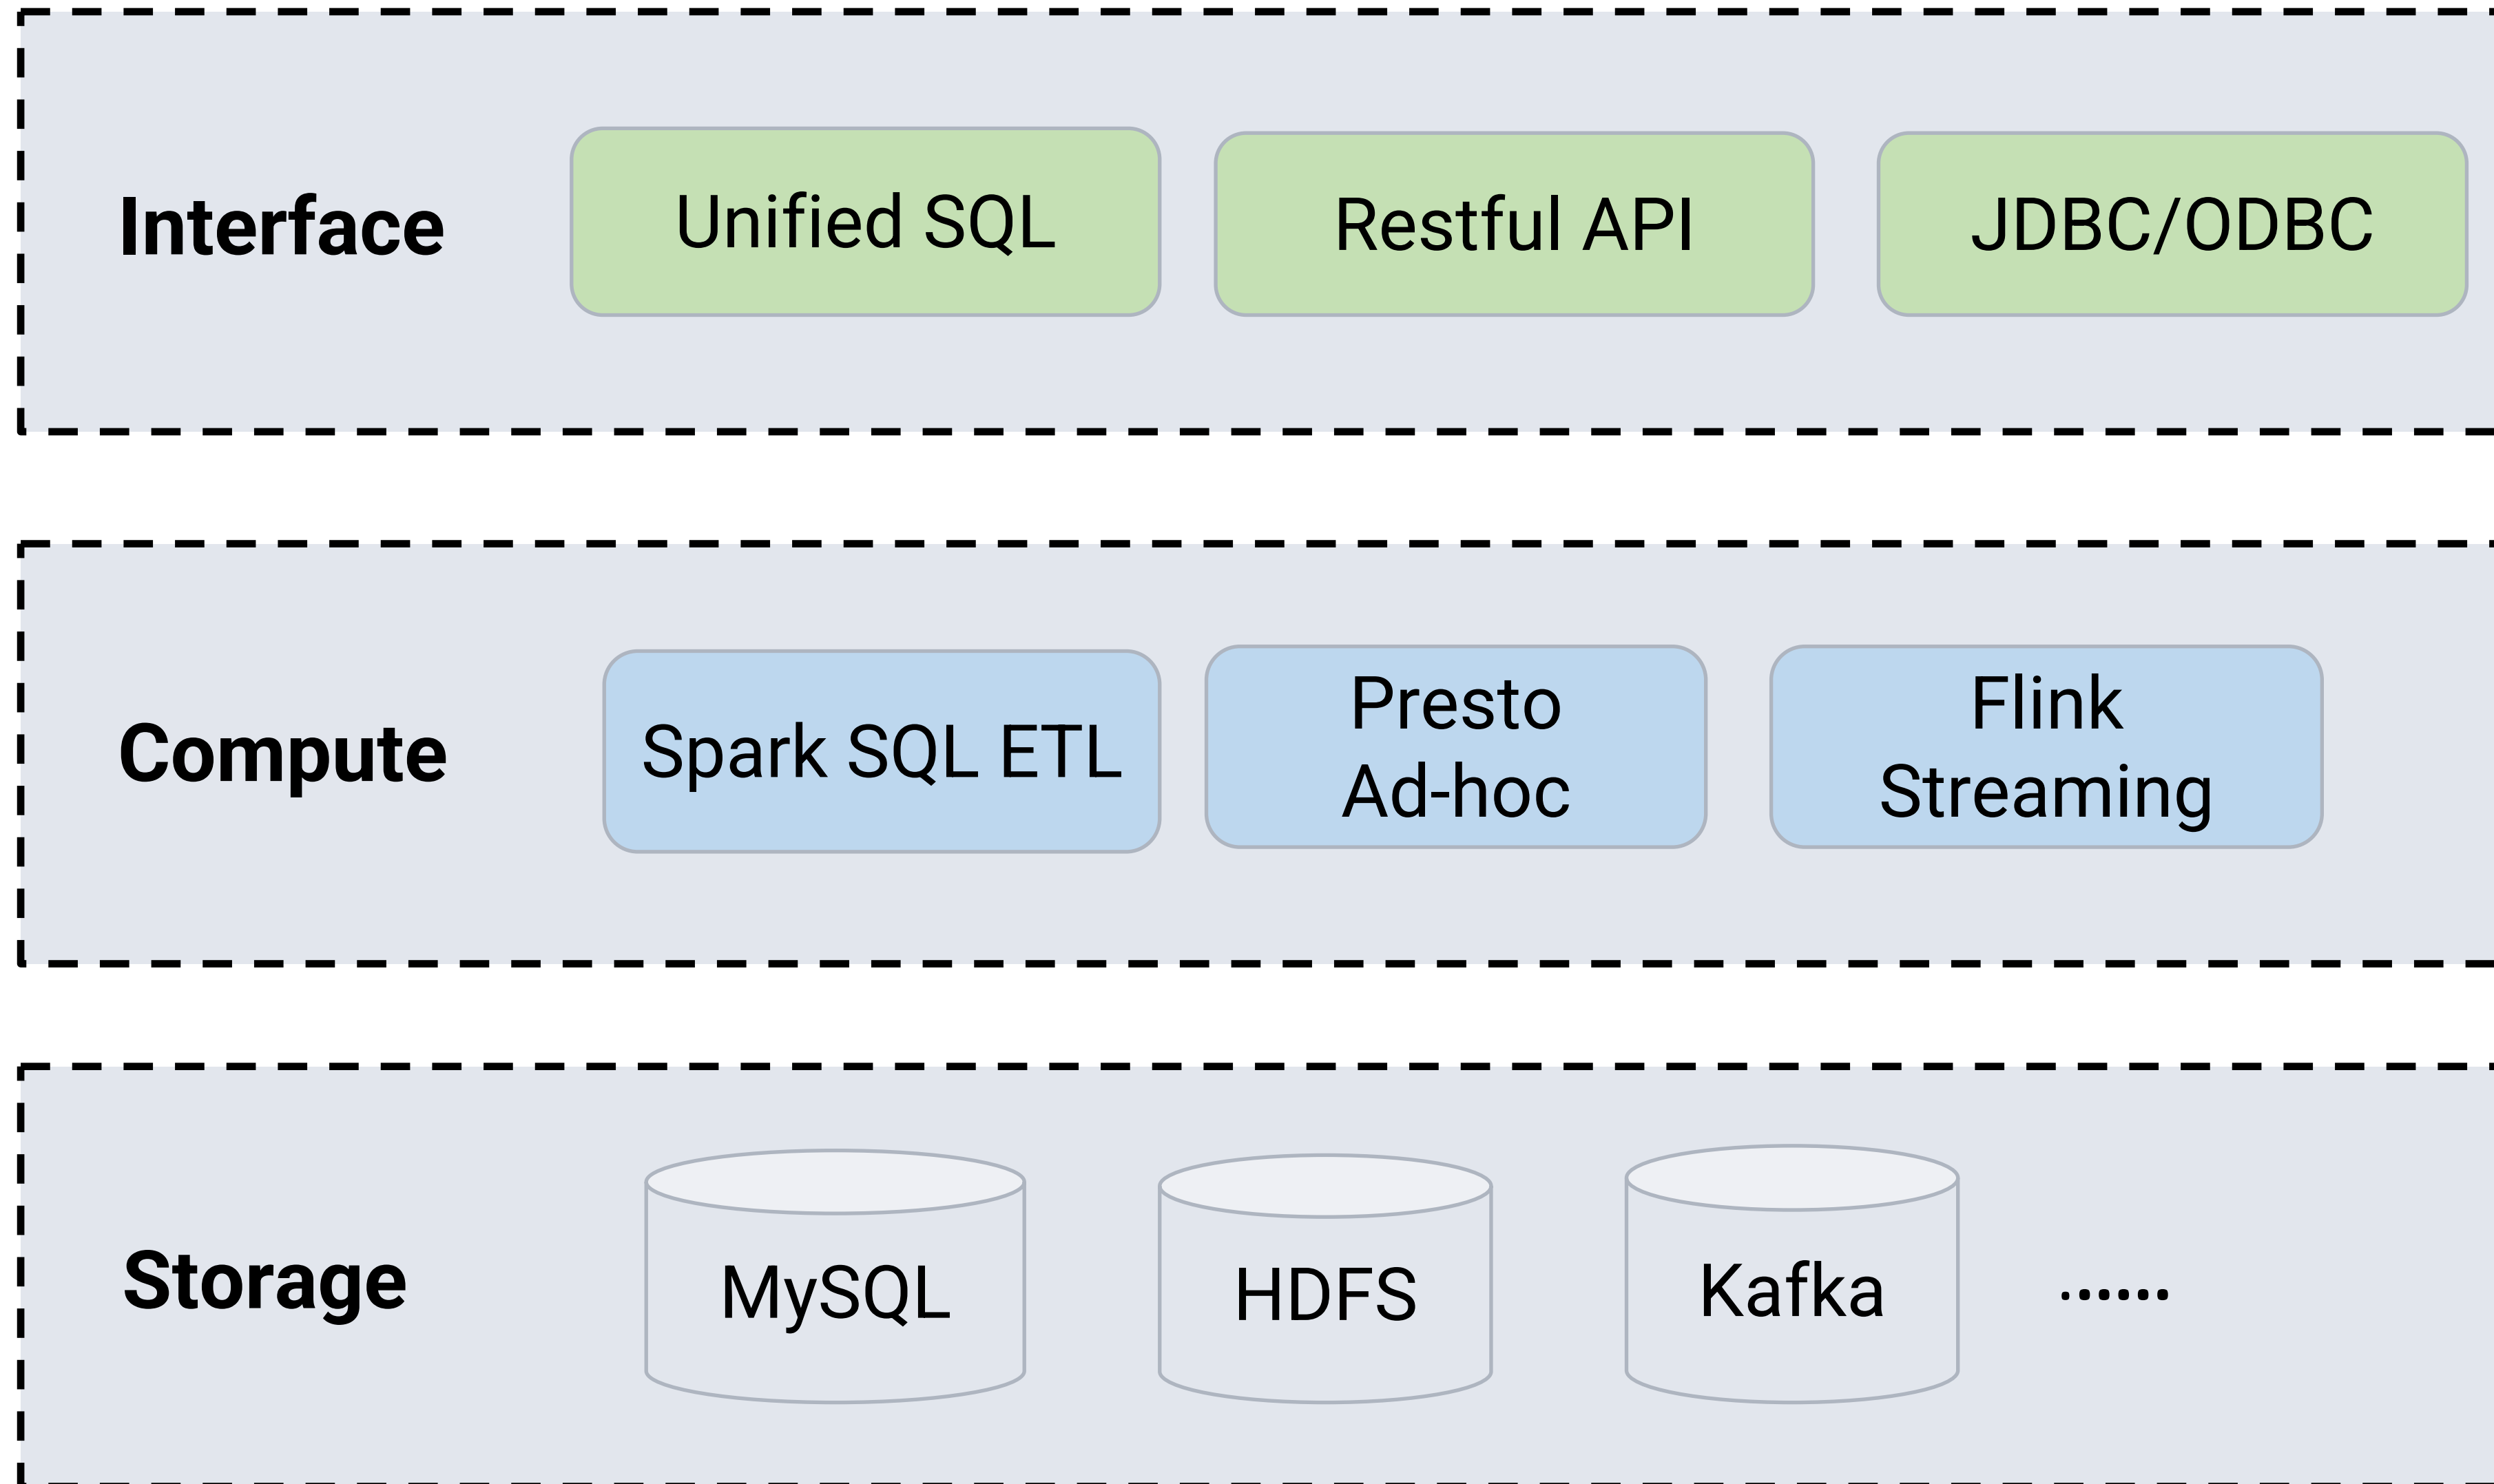 Interface
Unified SQL
Restful API
JDBC/ODBC
Compute
Spark SQL ETL
Presto
Ad-hoc
Flink
Streaming
Storage
MySQL
HDFS
Kafka
······